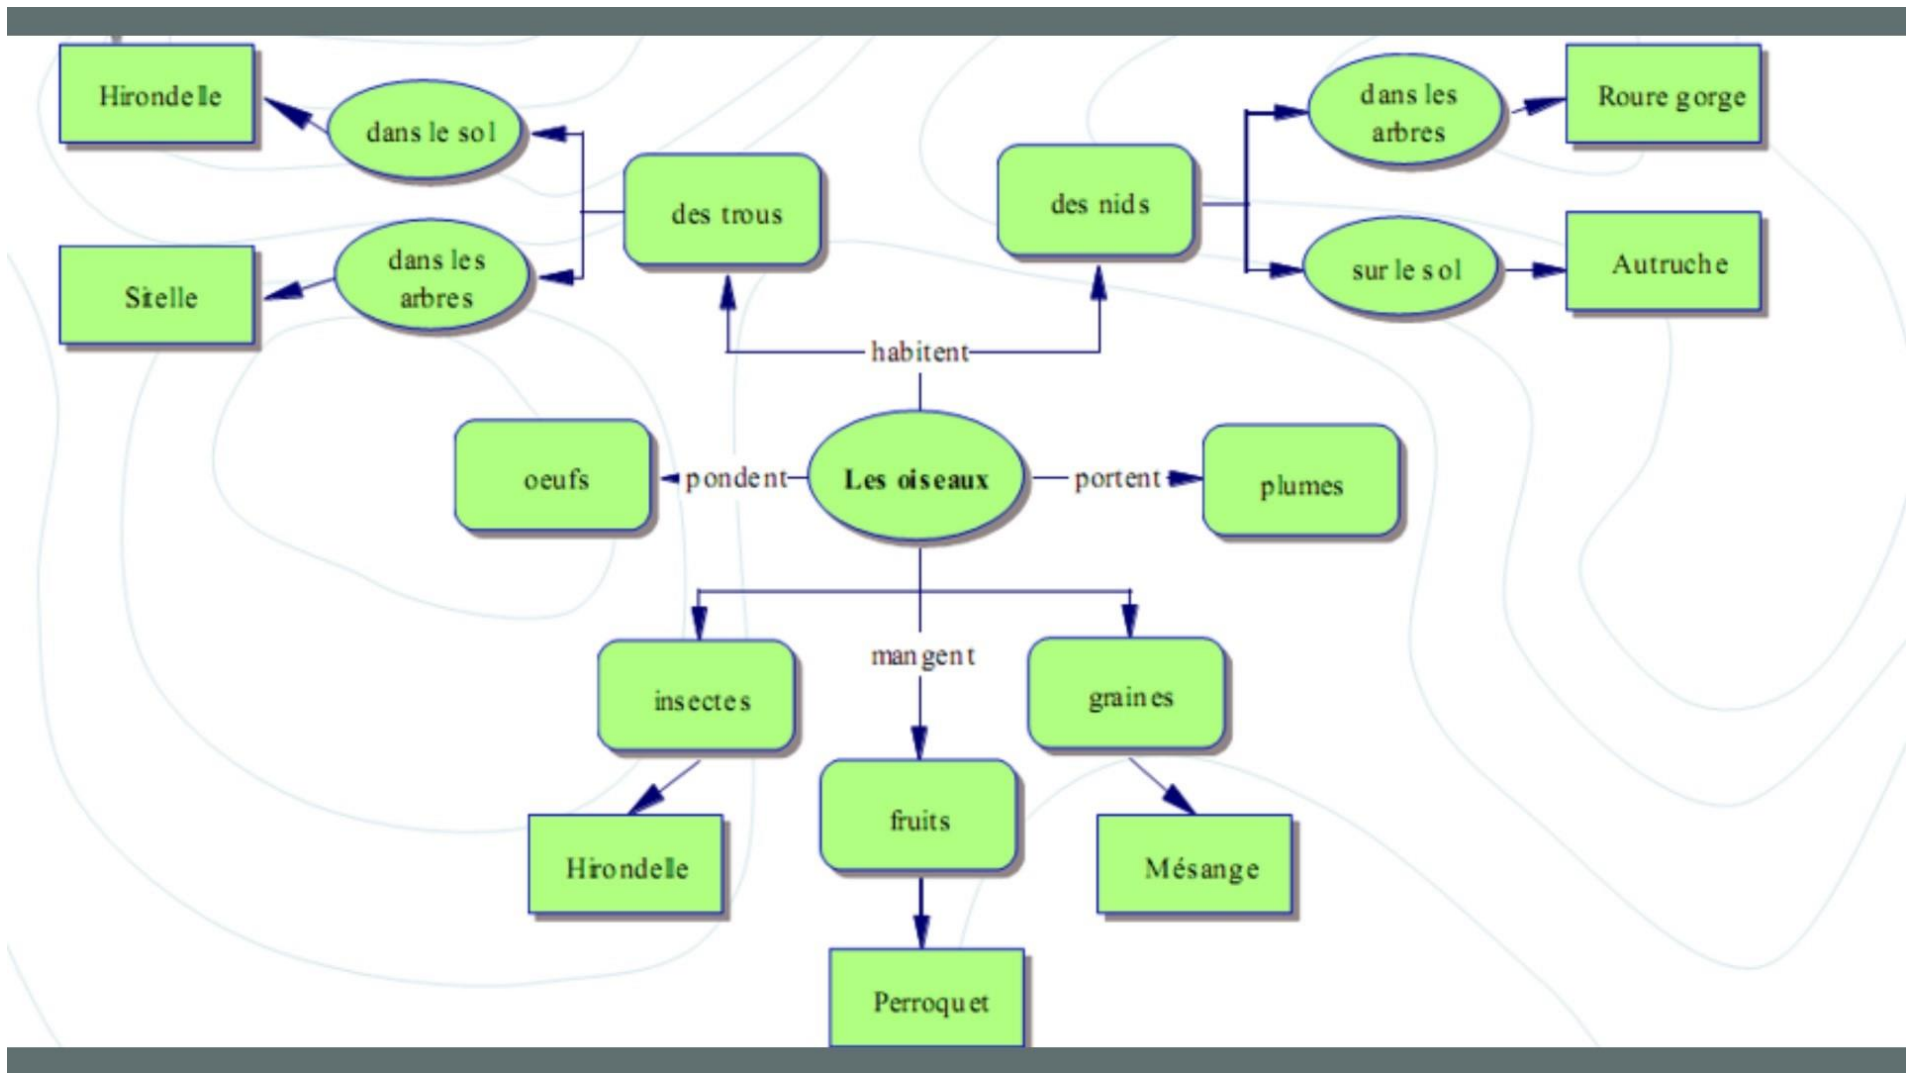 Hirondelle
dans le sol
des trous
dans les
arbres
Sitelle
des nids
dans les
arbres
Roure gorge
sur le sol
Autruche
habitent
oeufs
pondent
Les oiseaux
portent
plumes
insectes
mangent
graines
fruits
Hirondelle
Mésange
Perroquet